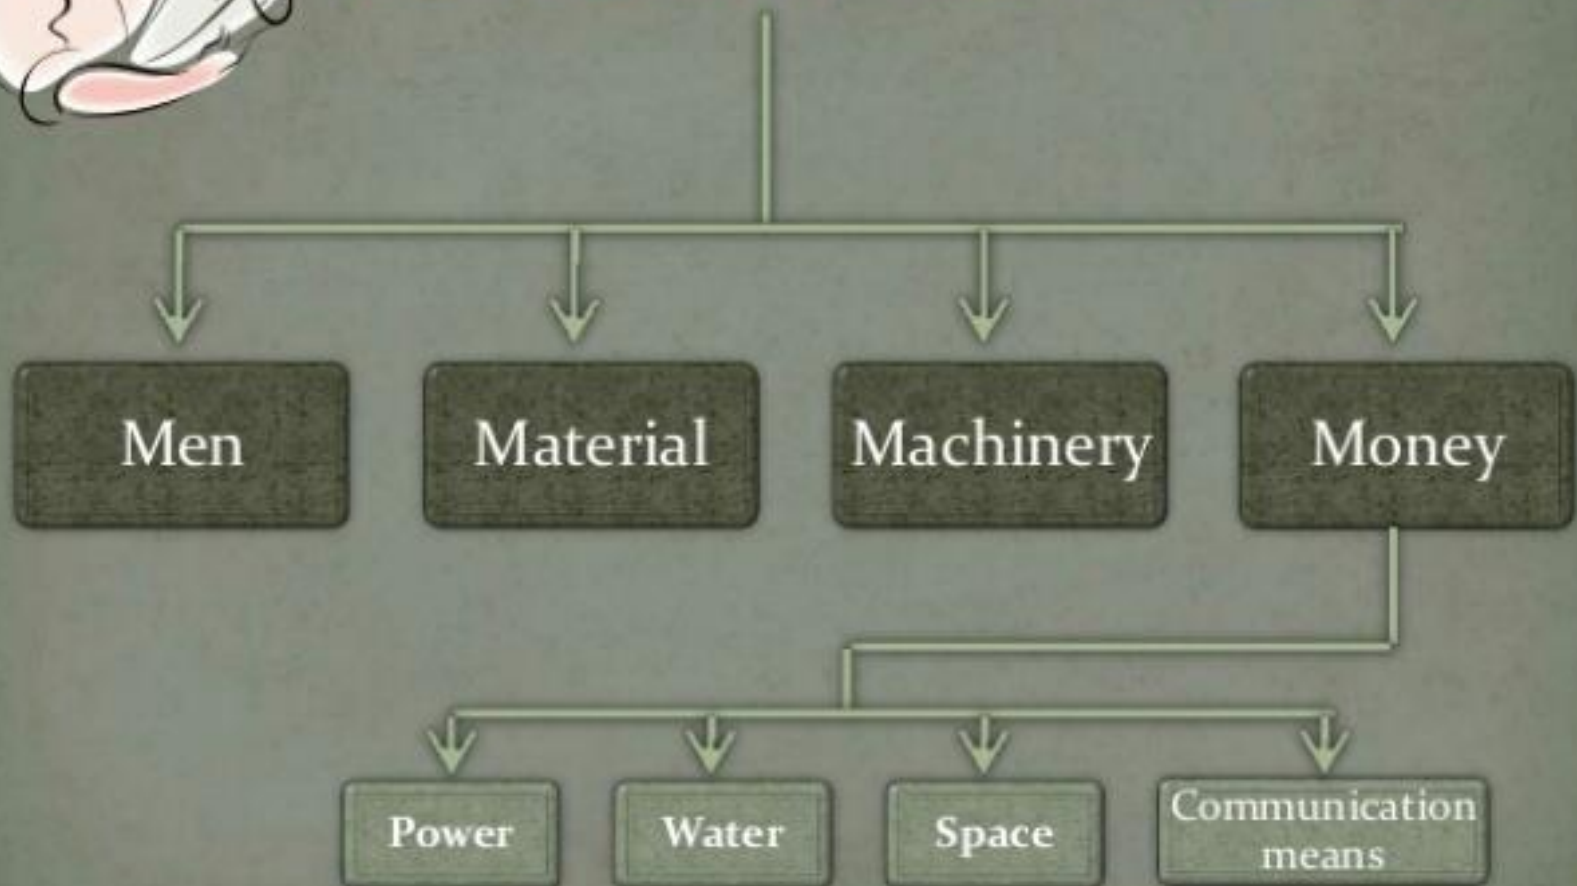 Men
Material
Machinery
Money
Power
Water
Space
Communication
means